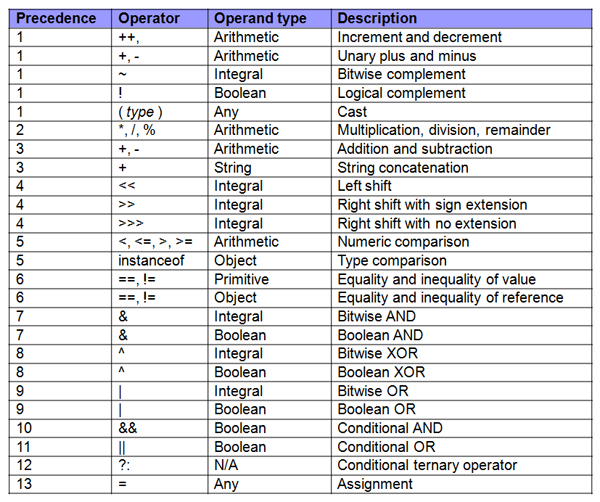 Precedence Operator Operand type Description
1 ++, Arithmetic Increment and decrement
1 +, - Arithmetic Unary plus and minus
1 ~ Integral Bitwise complement
1 ! Boolean Logical complement
1 ( type ) Any Cast
2 *, /, % Arithmetic Multiplication, division, remainder
3 +, - Arithmetic Addition and subtraction
3 + String String concatenation
4 << Integral Left shift
4 >> Integral Right shift with sign extension
4 >>> Integral Right shift with no extension
5 <, <=, >, >= Arithmetic Numeric comparison
5 instanceof Object Type comparison
6 ==, != Primitive Equality and inequality of value
6 ==, != Object Equality and inequality of reference
7 & Integral Bitwise AND
7 & Boolean Boolean AND
8 ^ Integral Bitwise XOR
8 ^ Boolean Boolean XOR
9 | Integral Bitwise OR
9 | Boolean Boolean OR
10 && Boolean Conditional AND
11 || Boolean Conditional OR
12 ?: N/A Conditional ternary operator
13 = Any Assignment